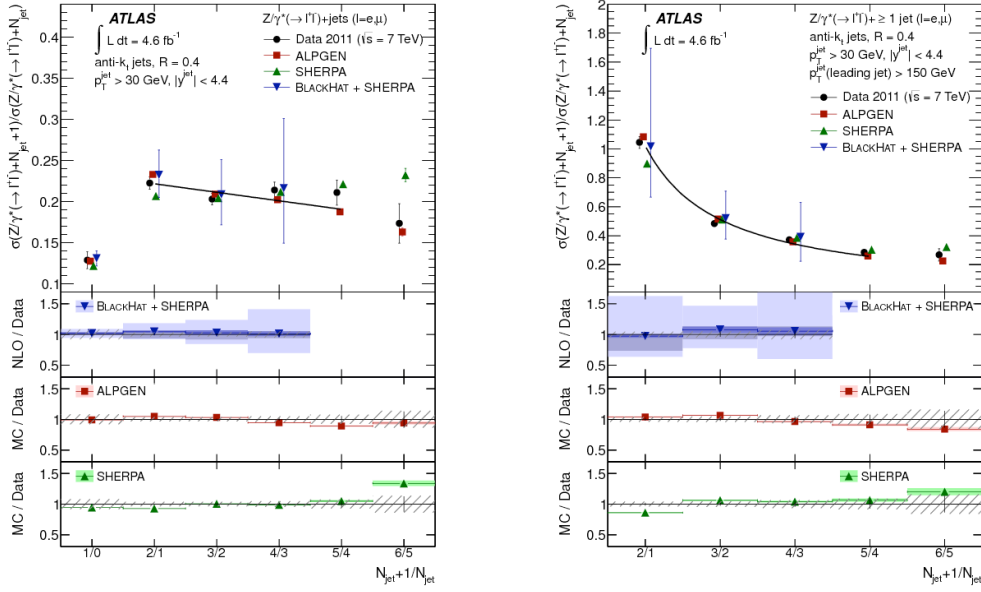 ATLAS
∫ L dt = 4.6 fb⁻¹
anti-kₜ jets, R = 0.4
p_T^jet > 30 GeV, |y^jet| < 4.4
Z/γ*(→ l⁺l⁻)+jets (l=e,μ)
Data 2011 (√s = 7 TeV)
ALPGEN
SHERPA
BLACKHAT + SHERPA
σ(Z/γ*(→ l⁺l⁻)+N_jet+1)/σ(Z/γ*(→ l⁺l⁻)+N_jet)
0.4
0.35
0.3
0.25
0.2
0.15
0.1
NLO / Data
1.5
1
0.5
BLACKHAT + SHERPA
MC / Data
1.5
1
0.5
ALPGEN
MC / Data
1.5
1
0.5
SHERPA
1/0 2/1 3/2 4/3 5/4 6/5
N_jet+1/N_jet
ATLAS
∫ L dt = 4.6 fb⁻¹
Z/γ*(→ l⁺l⁻)+ ≥ 1 jet (l=e,μ)
anti-kₜ jets, R = 0.4
p_T^jet > 30 GeV, |y^jet| < 4.4
p_T^jet (leading jet) > 150 GeV
Data 2011 (√s = 7 TeV)
ALPGEN
SHERPA
BLACKHAT + SHERPA
σ(Z/γ*(→ l⁺l⁻)+N_jet+1)/σ(Z/γ*(→ l⁺l⁻)+N_jet)
2
1.8
1.6
1.4
1.2
1
0.8
0.6
0.4
0.2
NLO / Data
1.5
1
0.5
BLACKHAT + SHERPA
MC / Data
1.5
1
0.5
ALPGEN
MC / Data
1.5
1
0.5
SHERPA
2/1 3/2 4/3 5/4 6/5
N_jet+1/N_jet